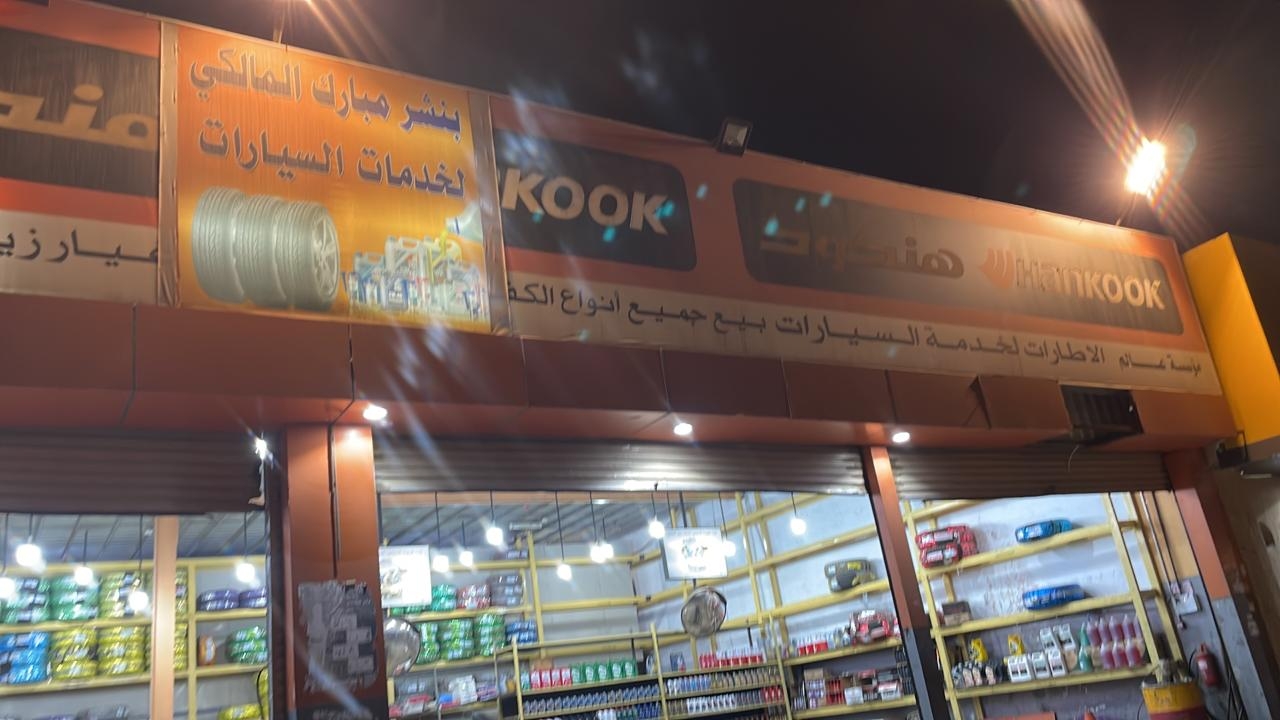 بنشر مبارك المالكي
لخدمات السيارات
KOOK
هنكوك
HANKOOK
مؤسسة عالم الاطارات لخدمة السيارات بيع جميع أنواع